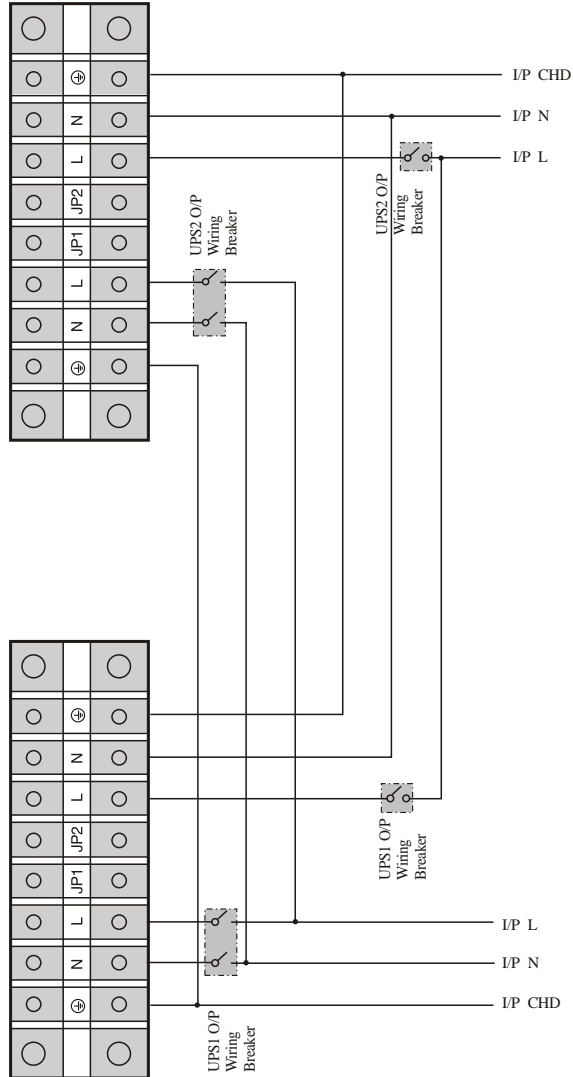 I/P CHD
N
I/P N
L
I/P L
JP2
JP1
UPS2 O/P
Wiring
Breaker
UPS2 O/P
Wiring
Breaker
L
N
N
L
JP2
JP1
UPS1 O/P
Wiring
Breaker
L
I/P L
N
I/P N
I/P CHD
UPS1 O/P
Wiring
Breaker